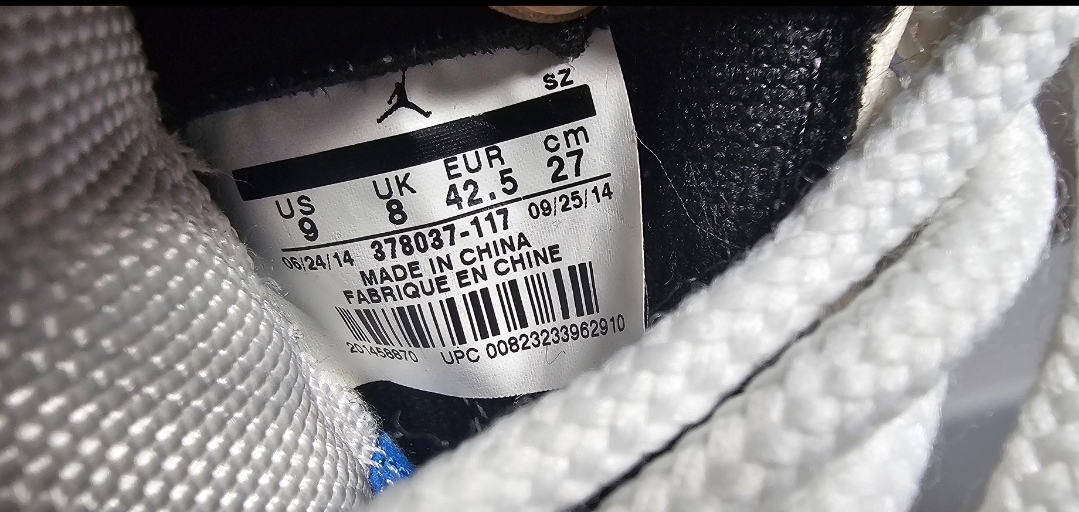 SZ
US UK EUR cm
9 8 42.5 27
06/24/14 378037-117 09/25/14
MADE IN CHINA
FABRIQUE EN CHINE
201458870 UPC 00823233962910